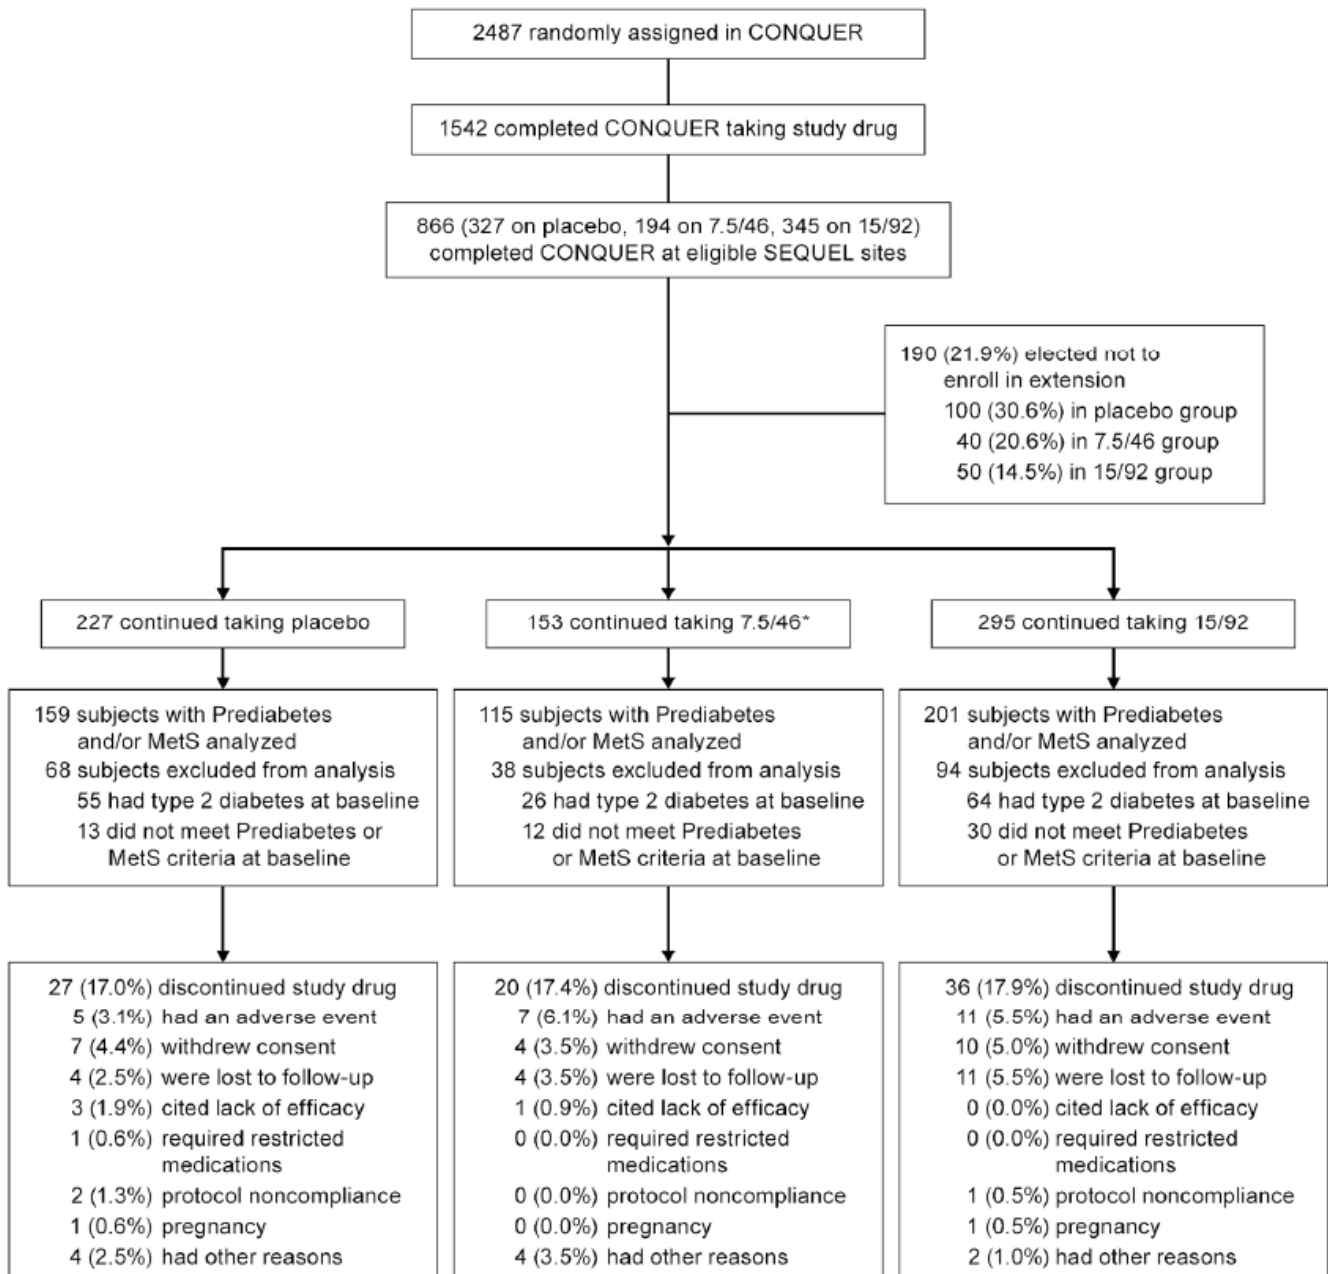 2487 randomly assigned in CONQUER
1542 completed CONQUER taking study drug
866 (327 on placebo, 194 on 7.5/46, 345 on 15/92)
completed CONQUER at eligible SEQUEL sites
190 (21.9%) elected not to
enroll in extension
100 (30.6%) in placebo group
40 (20.6%) in 7.5/46 group
50 (14.5%) in 15/92 group
227 continued taking placebo
153 continued taking 7.5/46*
295 continued taking 15/92
159 subjects with Prediabetes
and/or MetS analyzed
68 subjects excluded from analysis
55 had type 2 diabetes at baseline
13 did not meet Prediabetes or
MetS criteria at baseline
115 subjects with Prediabetes
and/or MetS analyzed
38 subjects excluded from analysis
26 had type 2 diabetes at baseline
12 did not meet Prediabetes
or MetS criteria at baseline
201 subjects with Prediabetes
and/or MetS analyzed
94 subjects excluded from analysis
64 had type 2 diabetes at baseline
30 did not meet Prediabetes
or MetS criteria at baseline
27 (17.0%) discontinued study drug
5 (3.1%) had an adverse event
7 (4.4%) withdrew consent
4 (2.5%) were lost to follow-up
3 (1.9%) cited lack of efficacy
1 (0.6%) required restricted
medications
2 (1.3%) protocol noncompliance
1 (0.6%) pregnancy
4 (2.5%) had other reasons
20 (17.4%) discontinued study drug
7 (6.1%) had an adverse event
4 (3.5%) withdrew consent
4 (3.5%) were lost to follow-up
1 (0.9%) cited lack of efficacy
0 (0.0%) required restricted
medications
0 (0.0%) protocol noncompliance
0 (0.0%) pregnancy
4 (3.5%) had other reasons
36 (17.9%) discontinued study drug
11 (5.5%) had an adverse event
10 (5.0%) withdrew consent
11 (5.5%) were lost to follow-up
0 (0.0%) cited lack of efficacy
0 (0.0%) required restricted
medications
1 (0.5%) protocol noncompliance
1 (0.5%) pregnancy
2 (1.0%) had other reasons